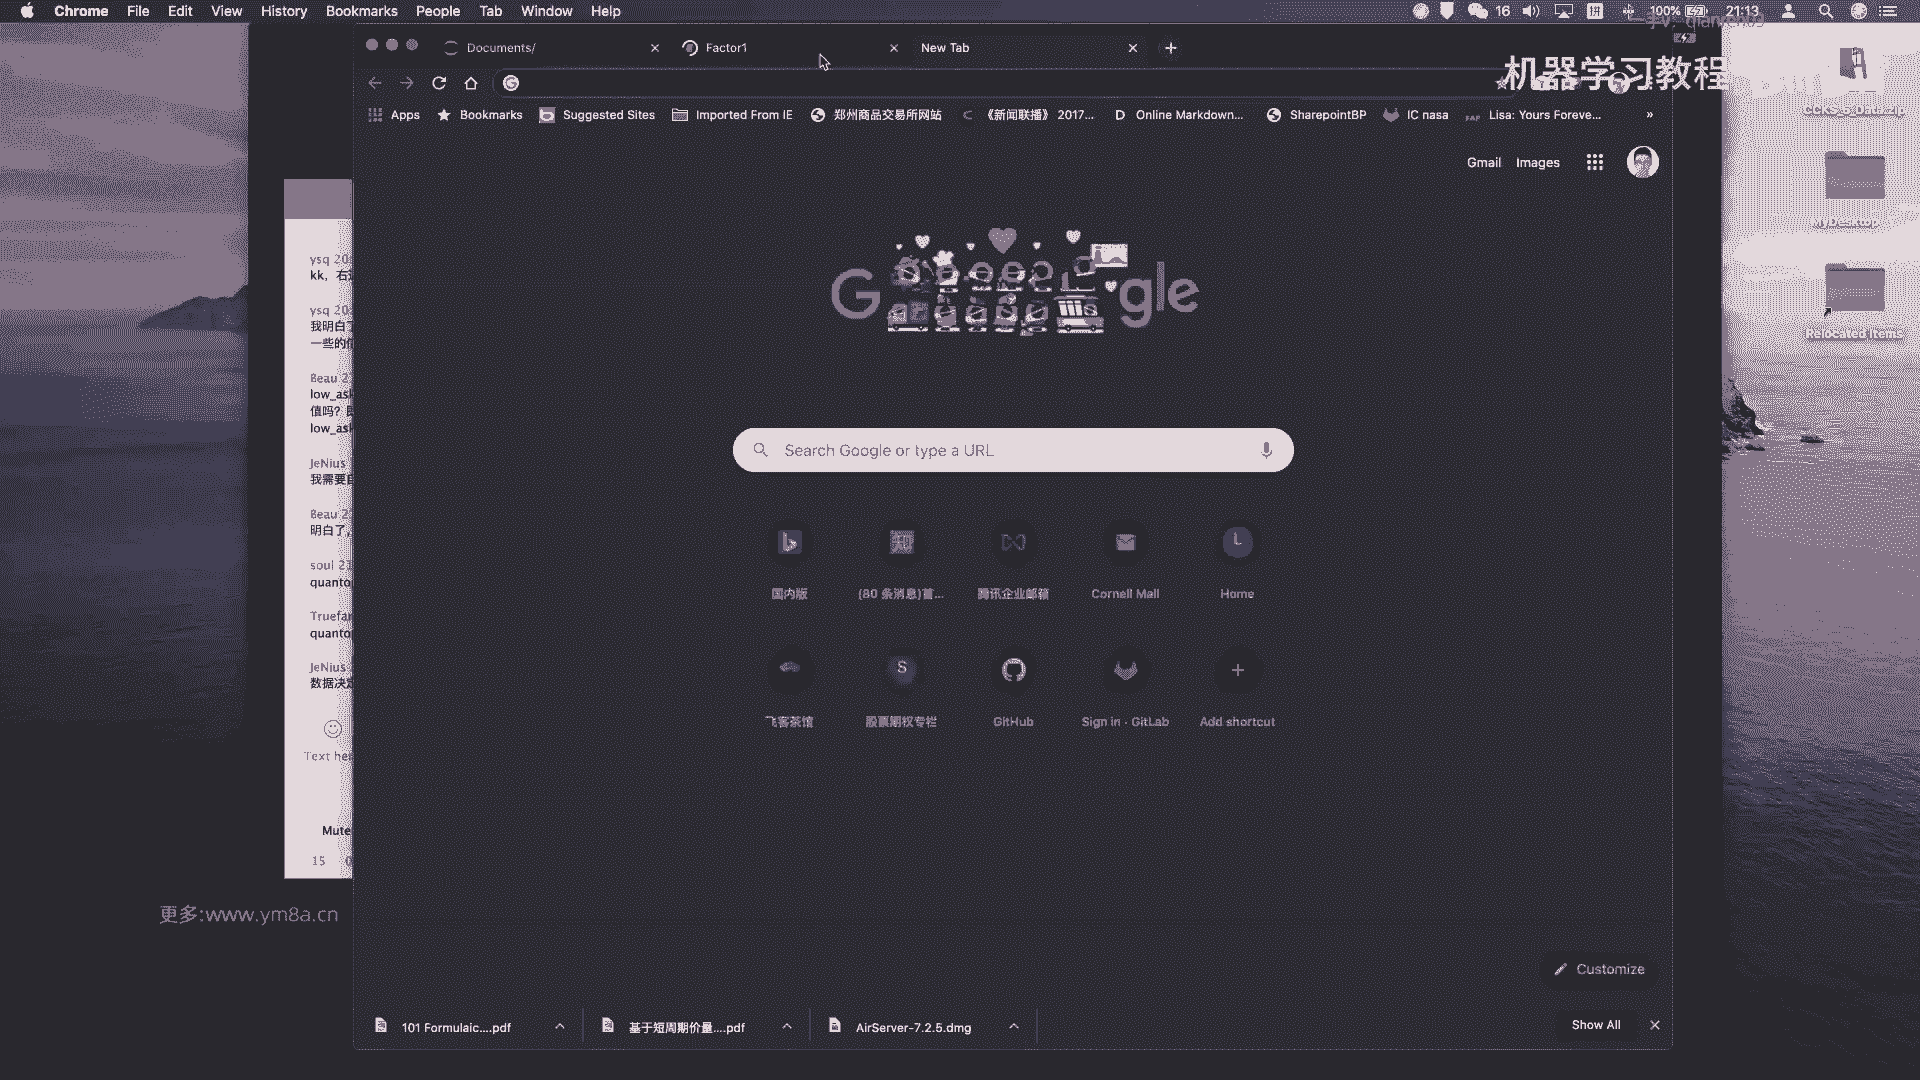 Chrome File Edit View History Bookmarks People Tab Window Help
16 100% 21:13
机器学习教程
Documents/ Factor1 New Tab
Apps Bookmarks Suggested Sites Imported From IE 郑州商品交易所网站 《新闻联播》 2017... Online Markdown... SharepointBP IC nasa Lisa: Yours Foreve... »
Gmail Images
Google
Search Google or type a URL
国内版 (80 条消息)首... 腾讯企业邮箱 Cornell Mail Home
飞客茶馆 股票期权专栏 GitHub Sign in · GitLab Add shortcut
Customize
101 Formulaic....pdf 基于短周期价量....pdf AirServer-7.2.5.dmg Show All
ysq 20
kk，右
ysq 20
我明白了
一些的
Beau 2
low_as
值吗？
low_as
JeNius
我需要
Beau 2
明白了，
soul 21
quanto
Truefa
quanto
JeNius
数据决定
Text he
Mute
15
更多:www.ym8a.cn
CCKS_5_Data.zip
MyDesktop
Relocated Items